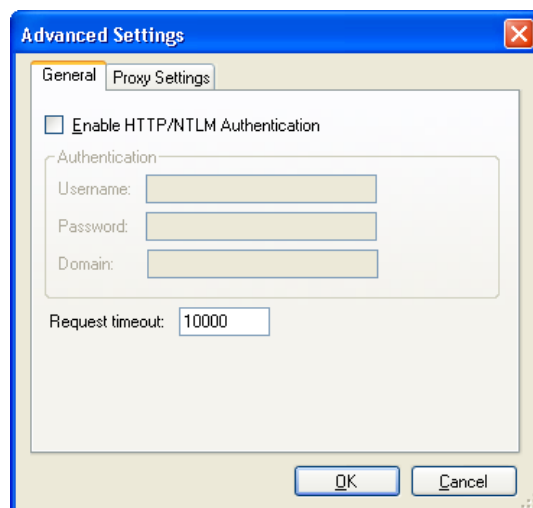 Advanced Settings
General Proxy Settings
Enable HTTP/NTLM Authentication
Authentication
Username:
Password:
Domain:
Request timeout: 10000
OK Cancel